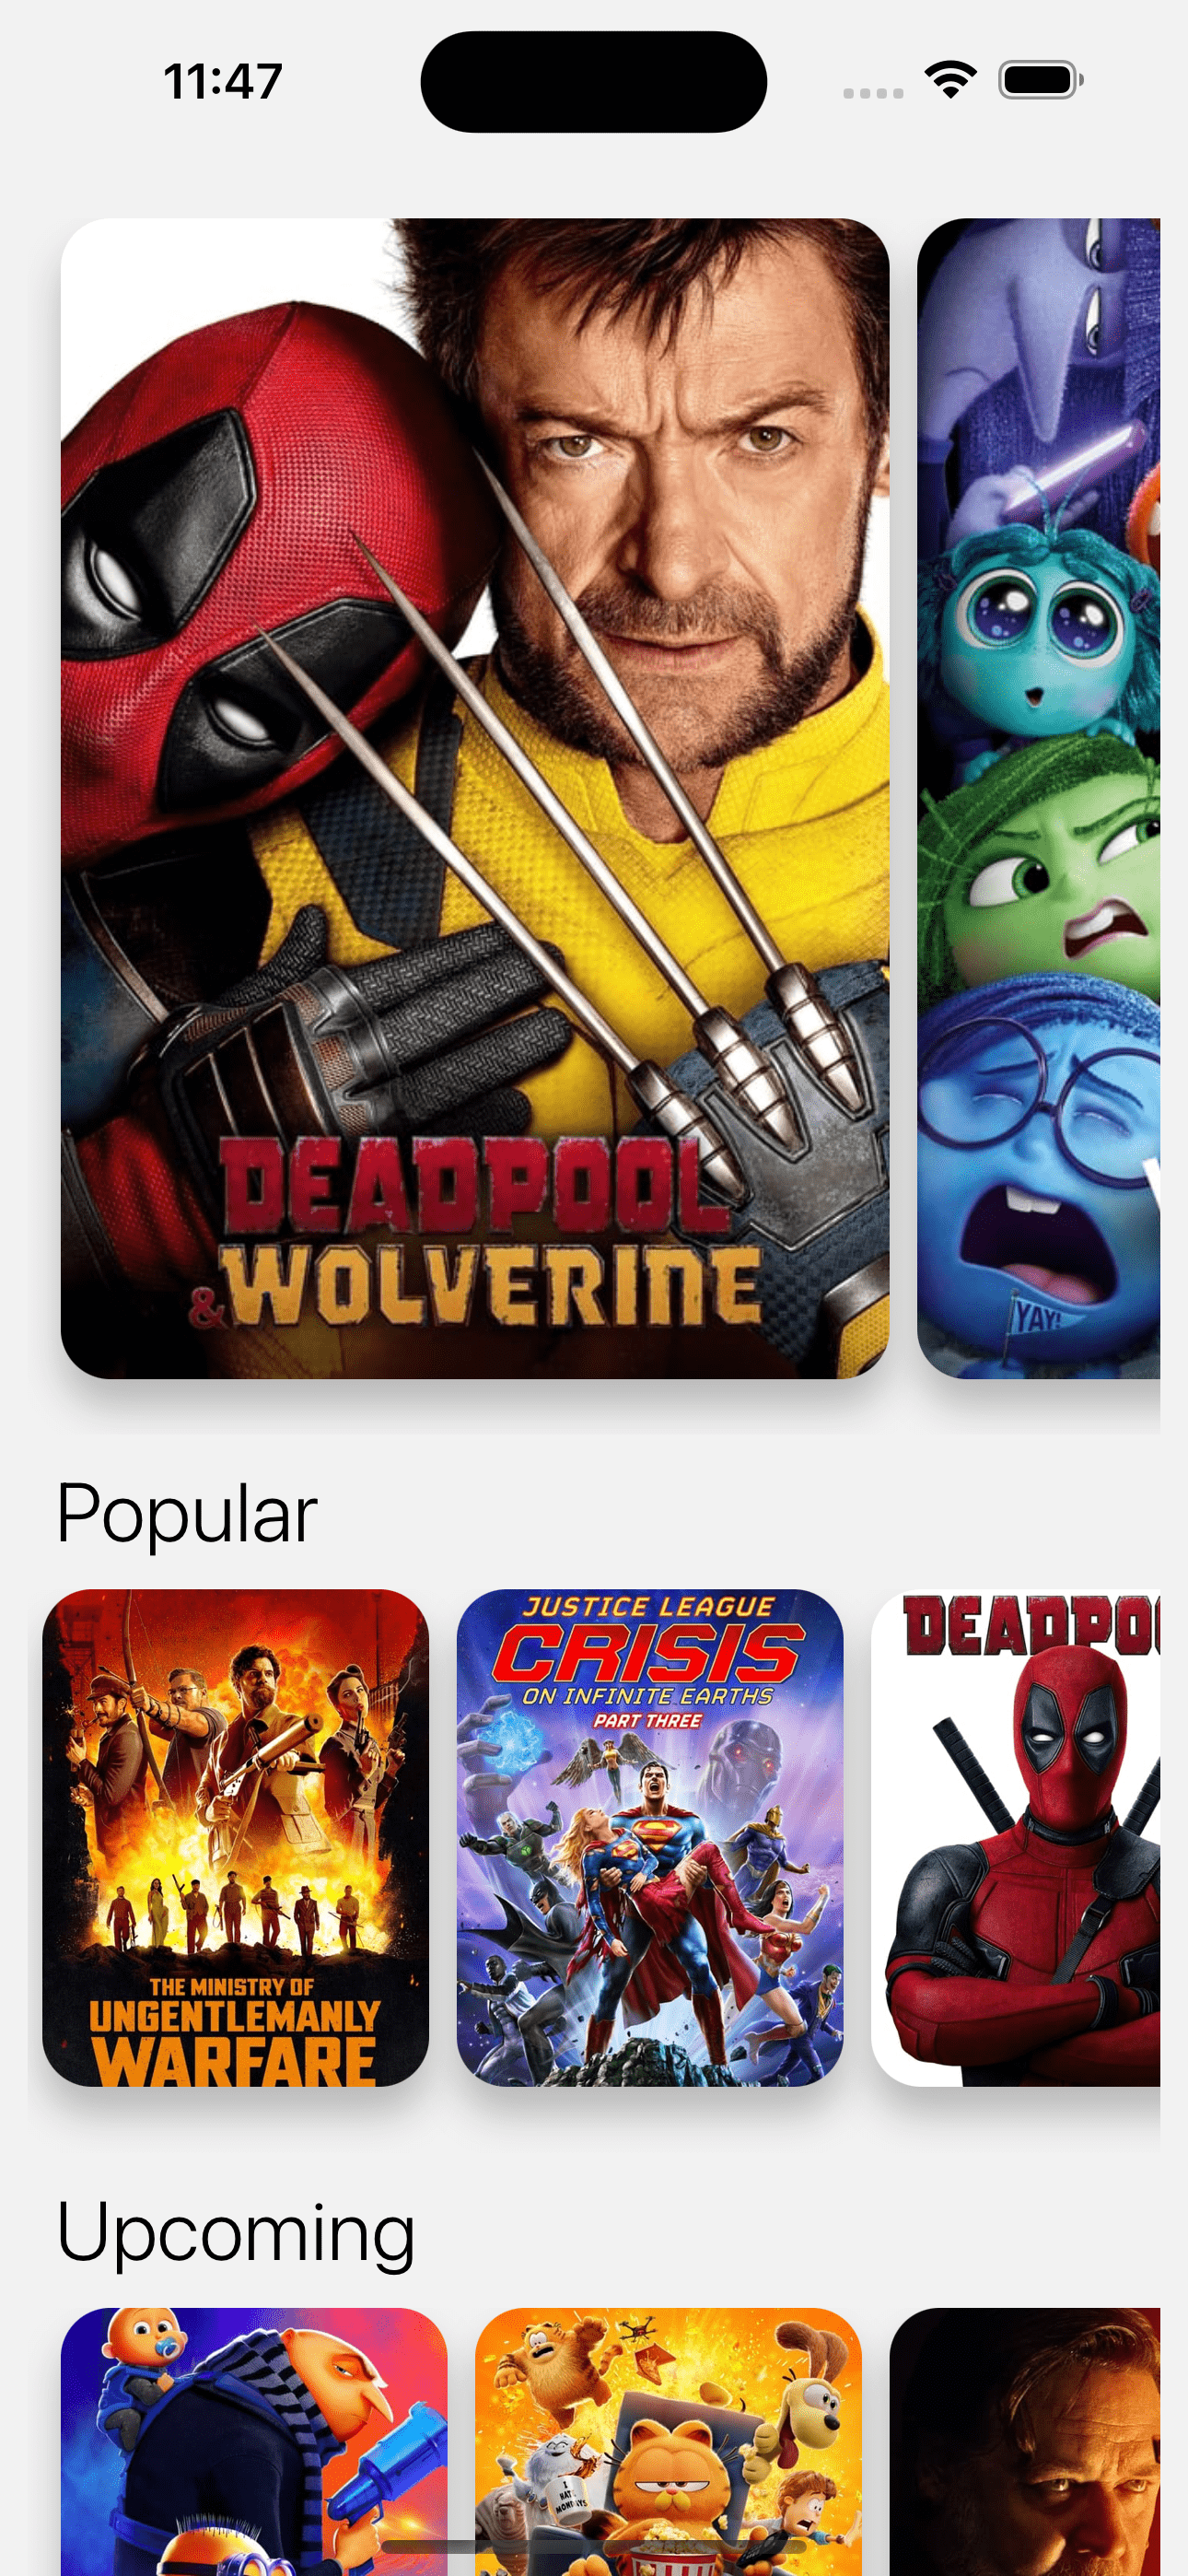 11:47
DEADPOOL
&WOLVERINE
YAY!
Popular
JUSTICE LEAGUE
CRISIS
ON INFINITE EARTHS
PART THREE
DEADPO
THE MINISTRY OF
UNGENTLEMANLY
WARFARE
Upcoming
I
HATE
MONDAYS